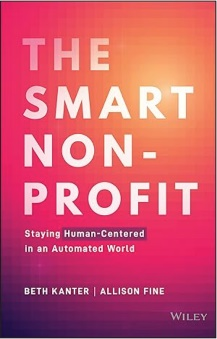 THE
SMART
NON-
PROFIT
Staying Human-Centered
in an Automated World
BETH KANTER | ALLISON FINE
WILEY